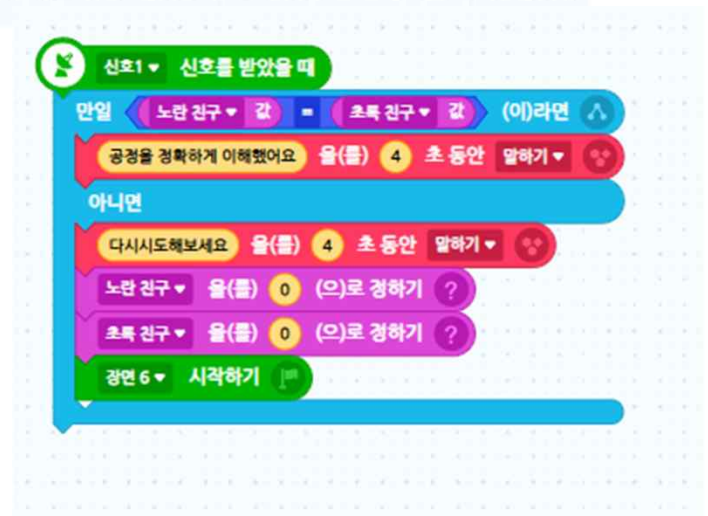 신호1 ▼ 신호를 받았을 때
만일 노란 친구 ▼ 값 = 초록 친구 ▼ 값 (이)라면
공정을 정확하게 이해했어요 을(를) 4 초 동안 말하기 ▼
아니면
다시시도해보세요 을(를) 4 초 동안 말하기 ▼
노란 친구 ▼ 을(를) 0 (으)로 정하기 ?
초록 친구 ▼ 을(를) 0 (으)로 정하기 ?
장면 6 ▼ 시작하기